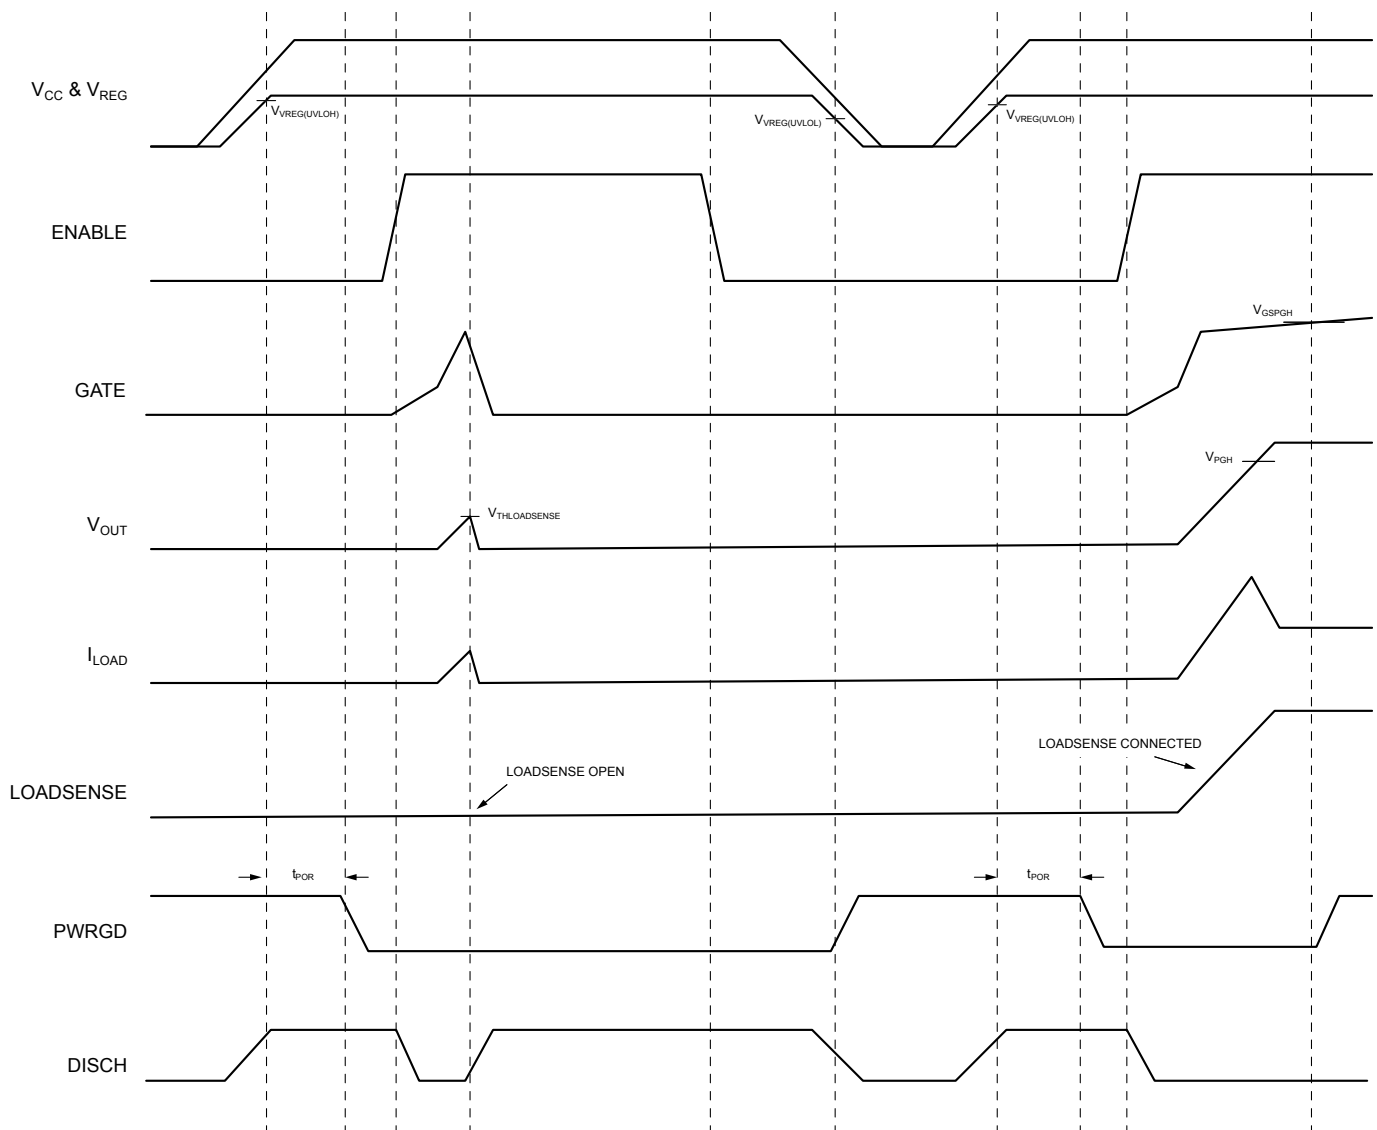 VCC & VREG
VVREG(UVLOH)
VVREG(UVLOL)
VVREG(UVLOH)
ENABLE
VGSPGH
GATE
VPGH
VTHLOADSENSE
VOUT
ILOAD
LOADSENSE CONNECTED
LOADSENSE OPEN
LOADSENSE
tPOR
tPOR
PWRGD
DISCH